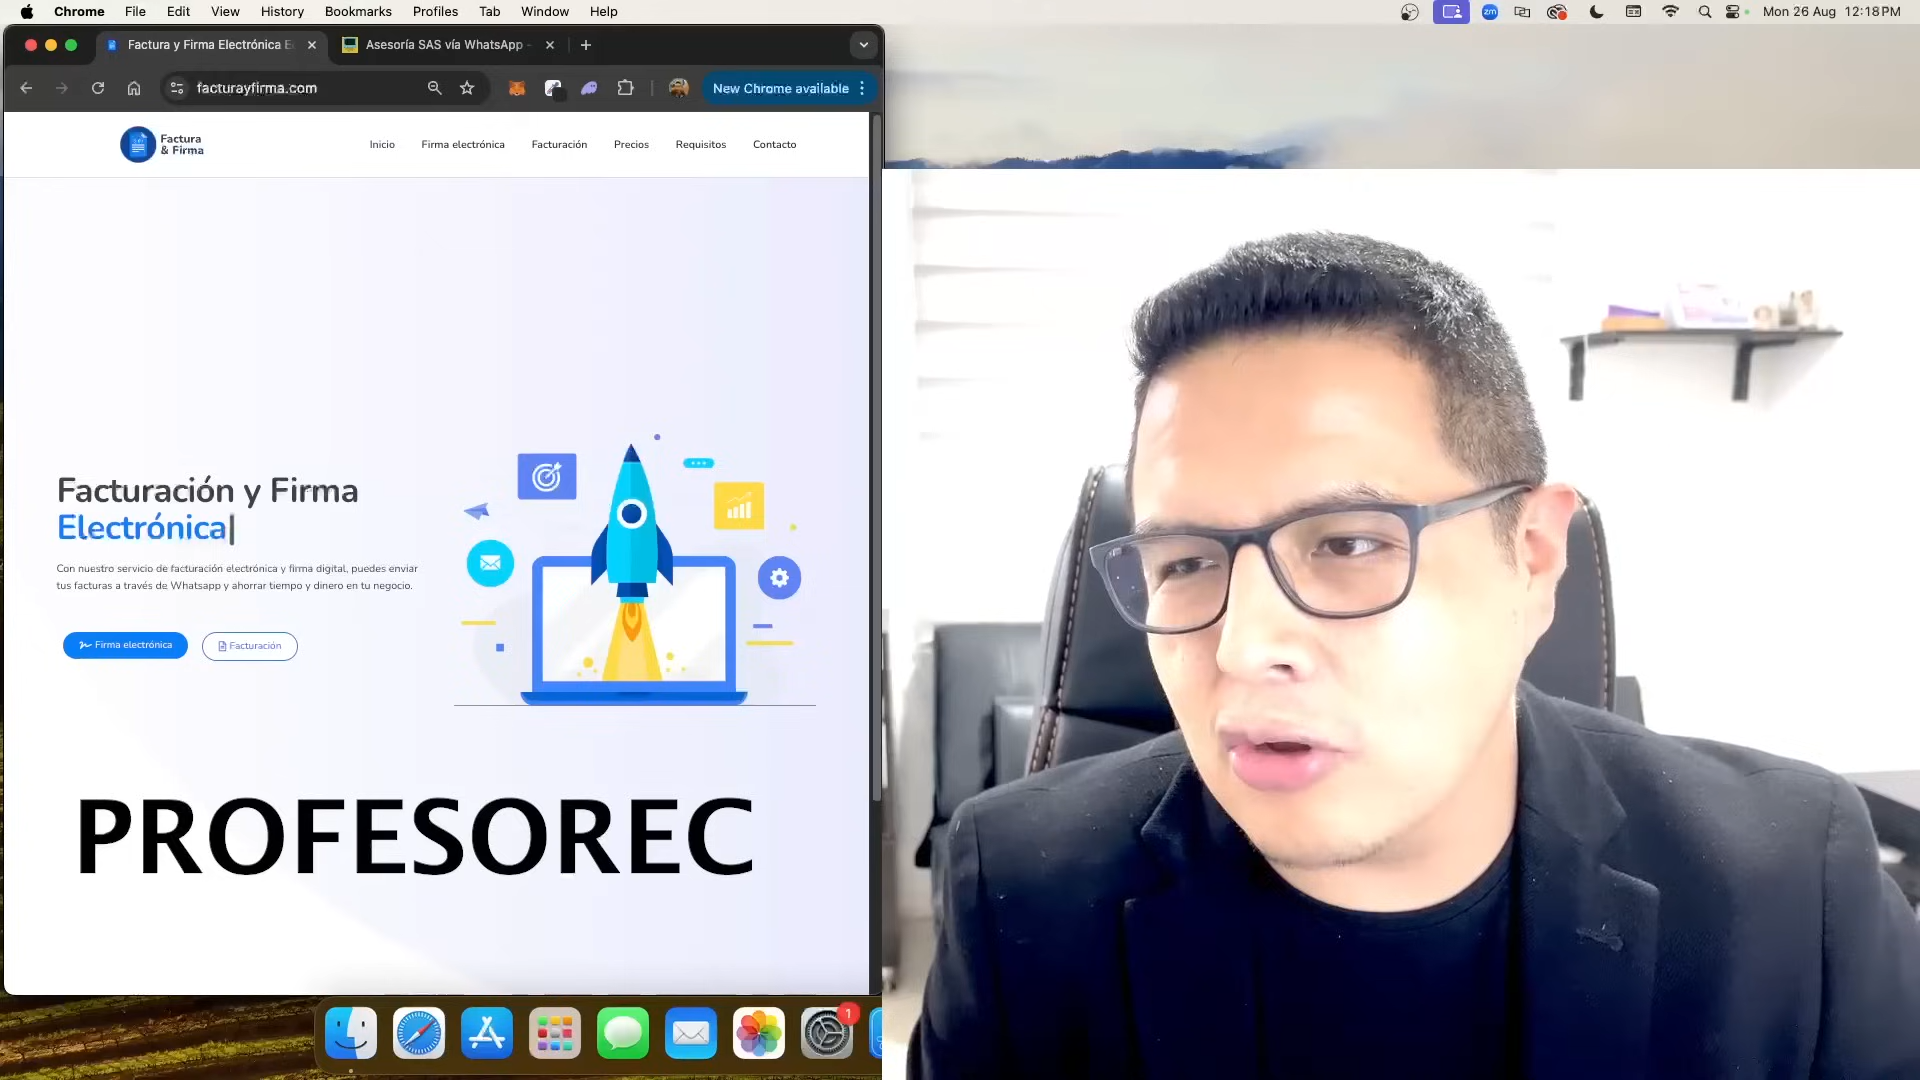 Chrome File Edit View History Bookmarks Profiles Tab Window Help
zm
Mon 26 Aug 12:18 PM
Factura y Firma Electrónica E
Asesoría SAS vía WhatsApp -
facturayfirma.com
New Chrome available
Factura
& Firma
Inicio Firma electrónica Facturación Precios Requisitos Contacto
Facturación y Firma
Electrónica|
Con nuestro servicio de facturación electrónica y firma digital, puedes enviar
tus facturas a través de Whatsapp y ahorrar tiempo y dinero en tu negocio.
Firma electrónica
Facturación
PROFESOREC
1